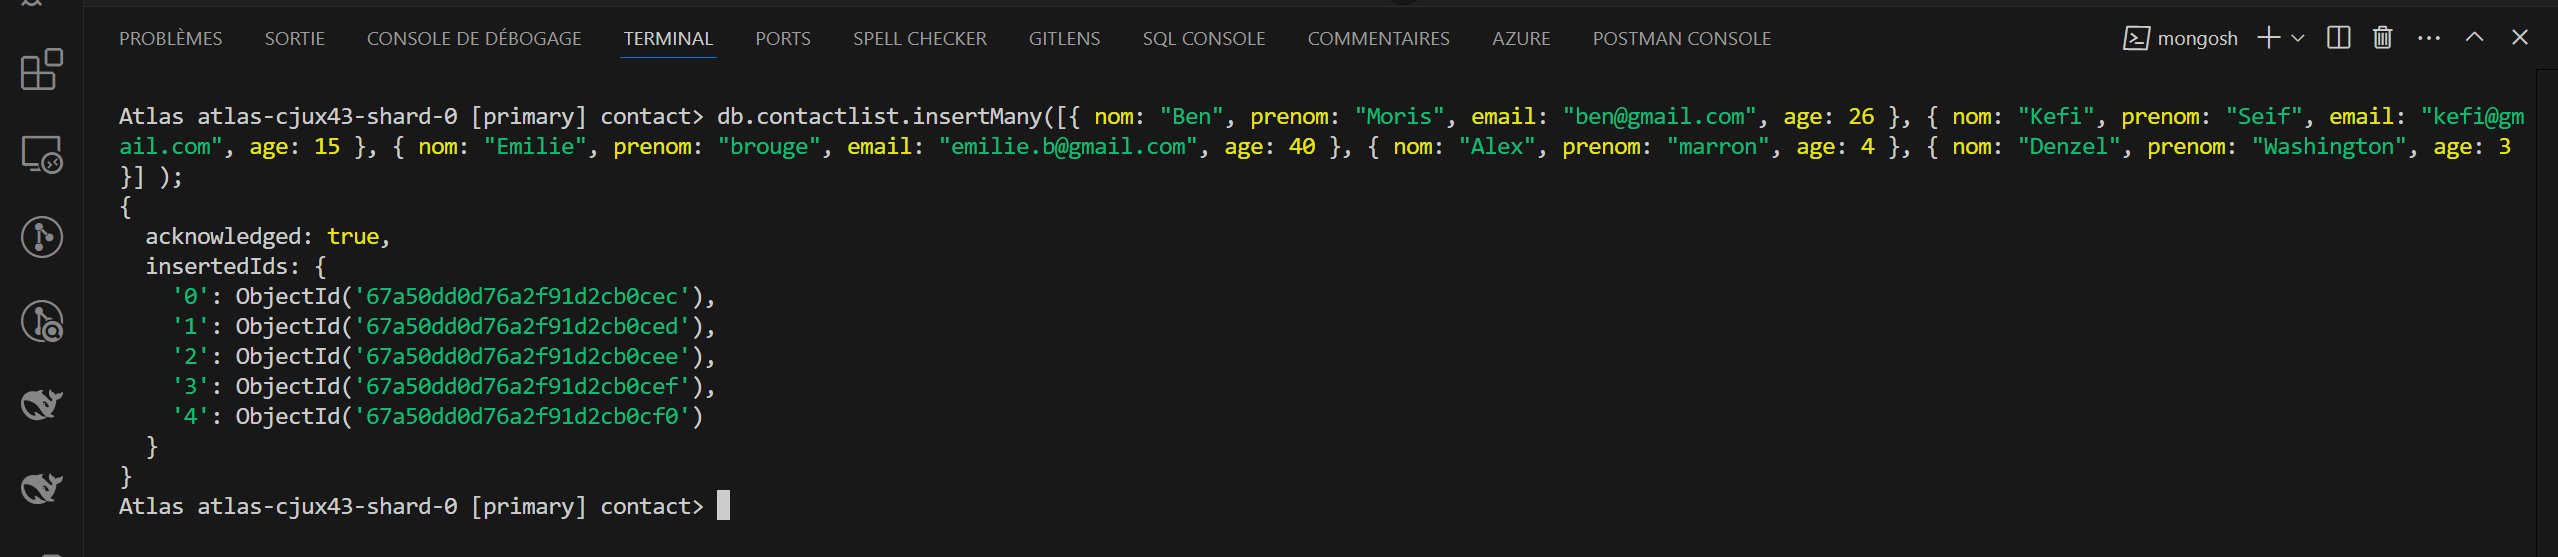 PROBLÈMES SORTIE CONSOLE DE DÉBOGAGE TERMINAL PORTS SPELL CHECKER GITLENS SQL CONSOLE COMMENTAIRES AZURE POSTMAN CONSOLE mongosh
Atlas atlas-cjux43-shard-0 [primary] contact> db.contactlist.insertMany([{ nom: "Ben", prenom: "Moris", email: "ben@gmail.com", age: 26 }, { nom: "Kefi", prenom: "Seif", email: "kefi@gm
ail.com", age: 15 }, { nom: "Emilie", prenom: "brouge", email: "emilie.b@gmail.com", age: 40 }, { nom: "Alex", prenom: "marron", age: 4 }, { nom: "Denzel", prenom: "Washington", age: 3
}] );
{
  acknowledged: true,
  insertedIds: {
    '0': ObjectId('67a50dd0d76a2f91d2cb0cec'),
    '1': ObjectId('67a50dd0d76a2f91d2cb0ced'),
    '2': ObjectId('67a50dd0d76a2f91d2cb0cee'),
    '3': ObjectId('67a50dd0d76a2f91d2cb0cef'),
    '4': ObjectId('67a50dd0d76a2f91d2cb0cf0')
  }
}
Atlas atlas-cjux43-shard-0 [primary] contact>